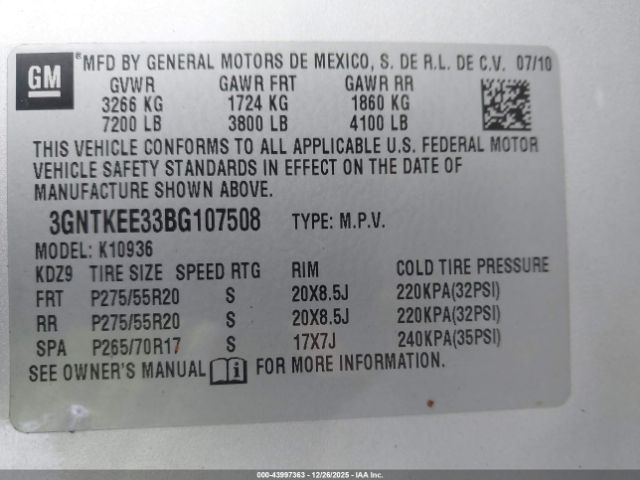 GM
®MFD BY GENERAL MOTORS DE MEXICO, S. DE R.L. DE C.V. 07/10
GVWR GAWR FRT GAWR RR
3266 KG 1724 KG 1860 KG
7200 LB 3800 LB 4100 LB
THIS VEHICLE CONFORMS TO ALL APPLICABLE U.S. FEDERAL MOTOR
VEHICLE SAFETY STANDARDS IN EFFECT ON THE DATE OF
MANUFACTURE SHOWN ABOVE.
3GNTKEE33BG107508 TYPE: M.P.V.
MODEL: K10936
KDZ9 TIRE SIZE SPEED RTG RIM COLD TIRE PRESSURE
FRT P275/55R20 S 20X8.5J 220KPA(32PSI)
RR P275/55R20 S 20X8.5J 220KPA(32PSI)
SPA P265/70R17 S 17X7J 240KPA(35PSI)
SEE OWNER'S MANUAL i FOR MORE INFORMATION.
000-43997363 - 12/26/2025 - IAA Inc.